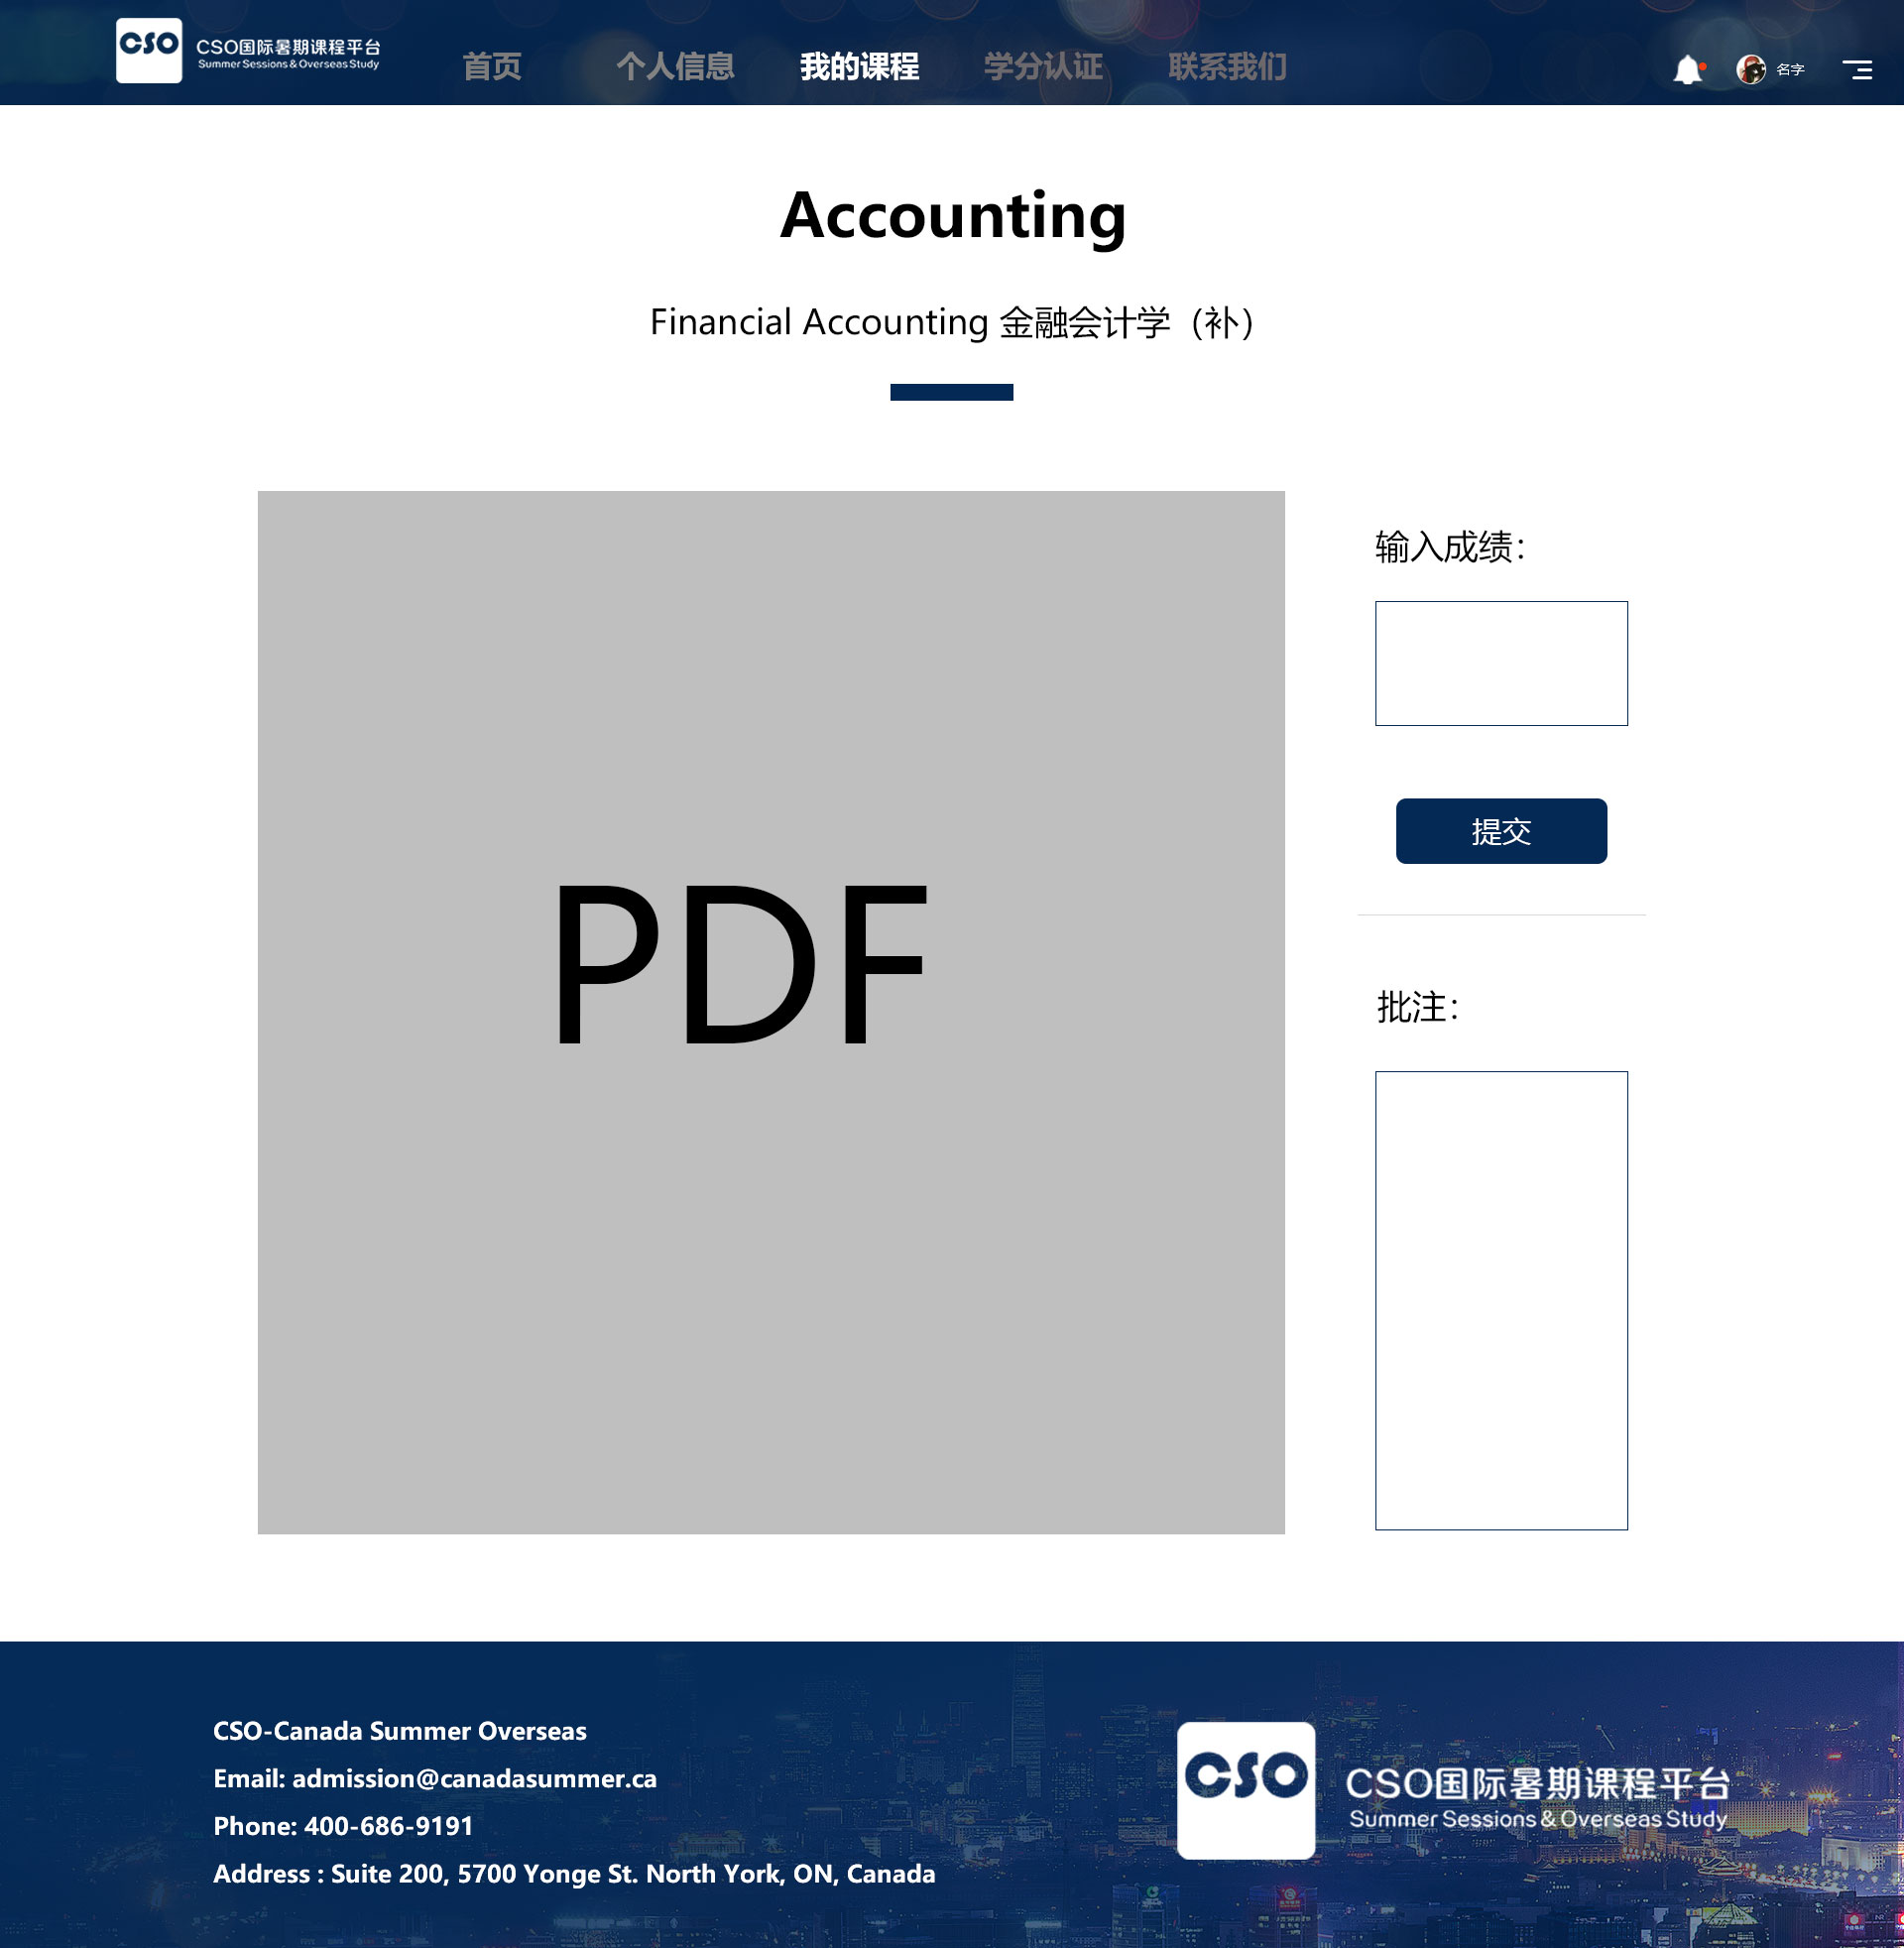 CSO
CSO国际暑期课程平台
Summer Sessions & Overseas Study
首页 个人信息 我的课程 学分认证 联系我们
名字
Accounting
Financial Accounting 金融会计学（补）
PDF
输入成绩：
提交
批注：
CSO-Canada Summer Overseas
Email: admission@canadasummer.ca
Phone: 400-686-9191
Address : Suite 200, 5700 Yonge St. North York, ON, Canada
CSO
CSO国际暑期课程平台
Summer Sessions & Overseas Study